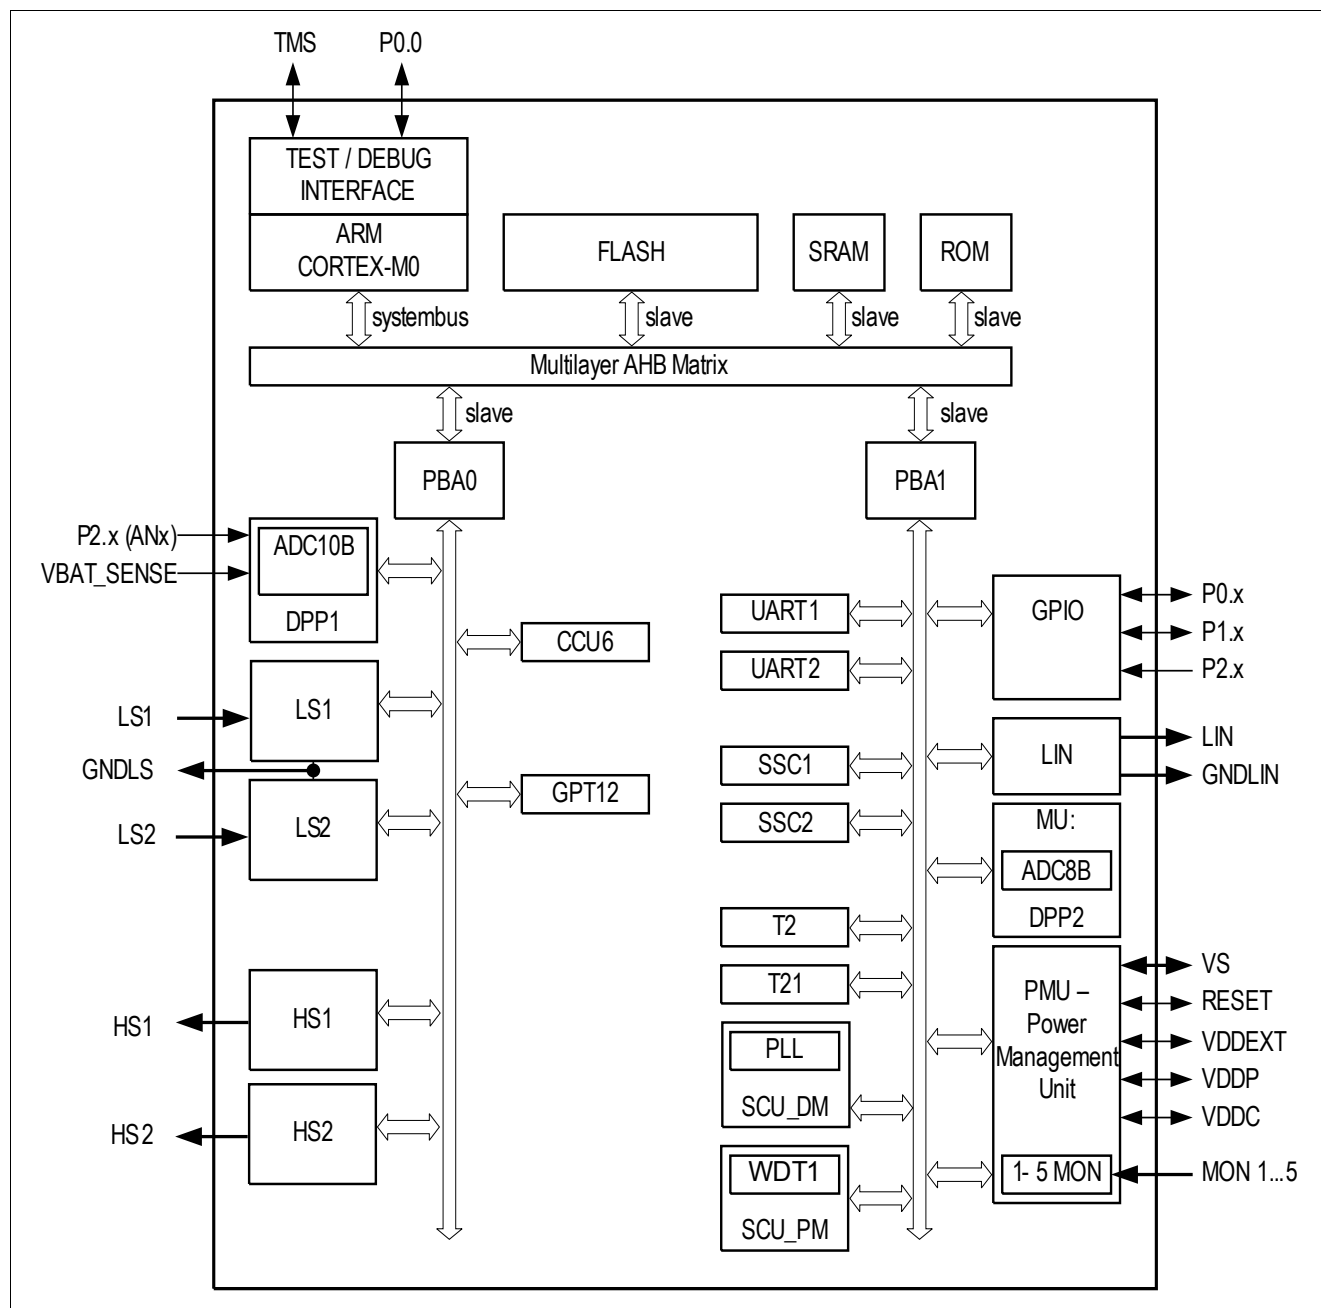 TMS
P0.0
TEST / DEBUG
INTERFACE
ARM
CORTEX-M0
FLASH
SRAM
ROM
systembus
slave
slave
slave
Multilayer AHB Matrix
slave
slave
PBA0
PBA1
P2.x (ANx)
VBAT_SENSE
ADC10B
DPP1
CCU6
LS1
LS1
GNDLS
GPT12
LS2
LS2
HS1
HS1
HS2
HS2
UART1
UART2
SSC1
SSC2
T2
T21
PLL
SCU_DM
WDT1
SCU_PM
GPIO
P0.x
P1.x
P2.x
LIN
LIN
GNDLIN
MU:
ADC8B
DPP2
PMU –
Power
Management
Unit
VS
RESET
VDDEXT
VDDP
VDDC
1- 5 MON
MON 1...5